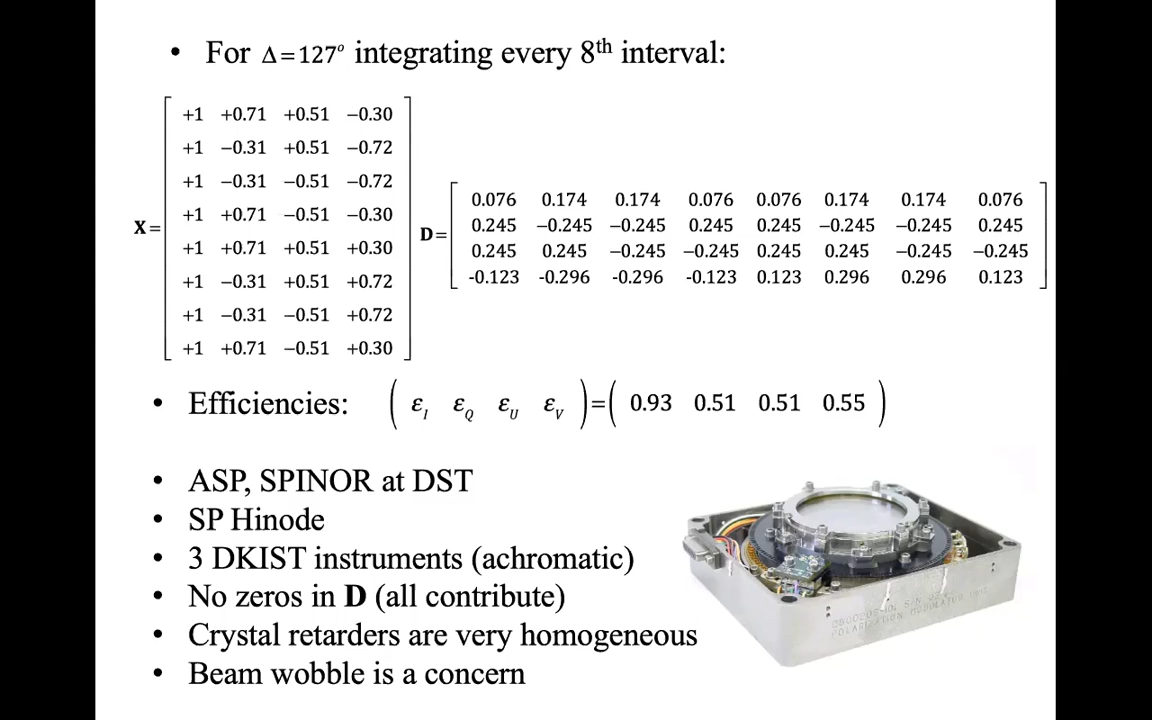 • For Δ=127° integrating every 8th interval:
X=
+1 +0.71 +0.51 −0.30
+1 −0.31 +0.51 −0.72
+1 −0.31 −0.51 −0.72
+1 +0.71 −0.51 −0.30
+1 +0.71 +0.51 +0.30
+1 −0.31 +0.51 +0.72
+1 −0.31 −0.51 +0.72
+1 +0.71 −0.51 +0.30
D=
0.076 0.174 0.174 0.076 0.076 0.174 0.174 0.076
0.245 −0.245 −0.245 0.245 0.245 −0.245 −0.245 0.245
0.245 0.245 −0.245 −0.245 0.245 0.245 −0.245 −0.245
-0.123 -0.296 -0.296 -0.123 0.123 0.296 0.296 0.123
• Efficiencies: ( εI εQ εU εV )=( 0.93 0.51 0.51 0.55 )
• ASP, SPINOR at DST
• SP Hinode
• 3 DKIST instruments (achromatic)
• No zeros in D (all contribute)
• Crystal retarders are very homogeneous
• Beam wobble is a concern
POLARIZATION MODULATOR UNIT